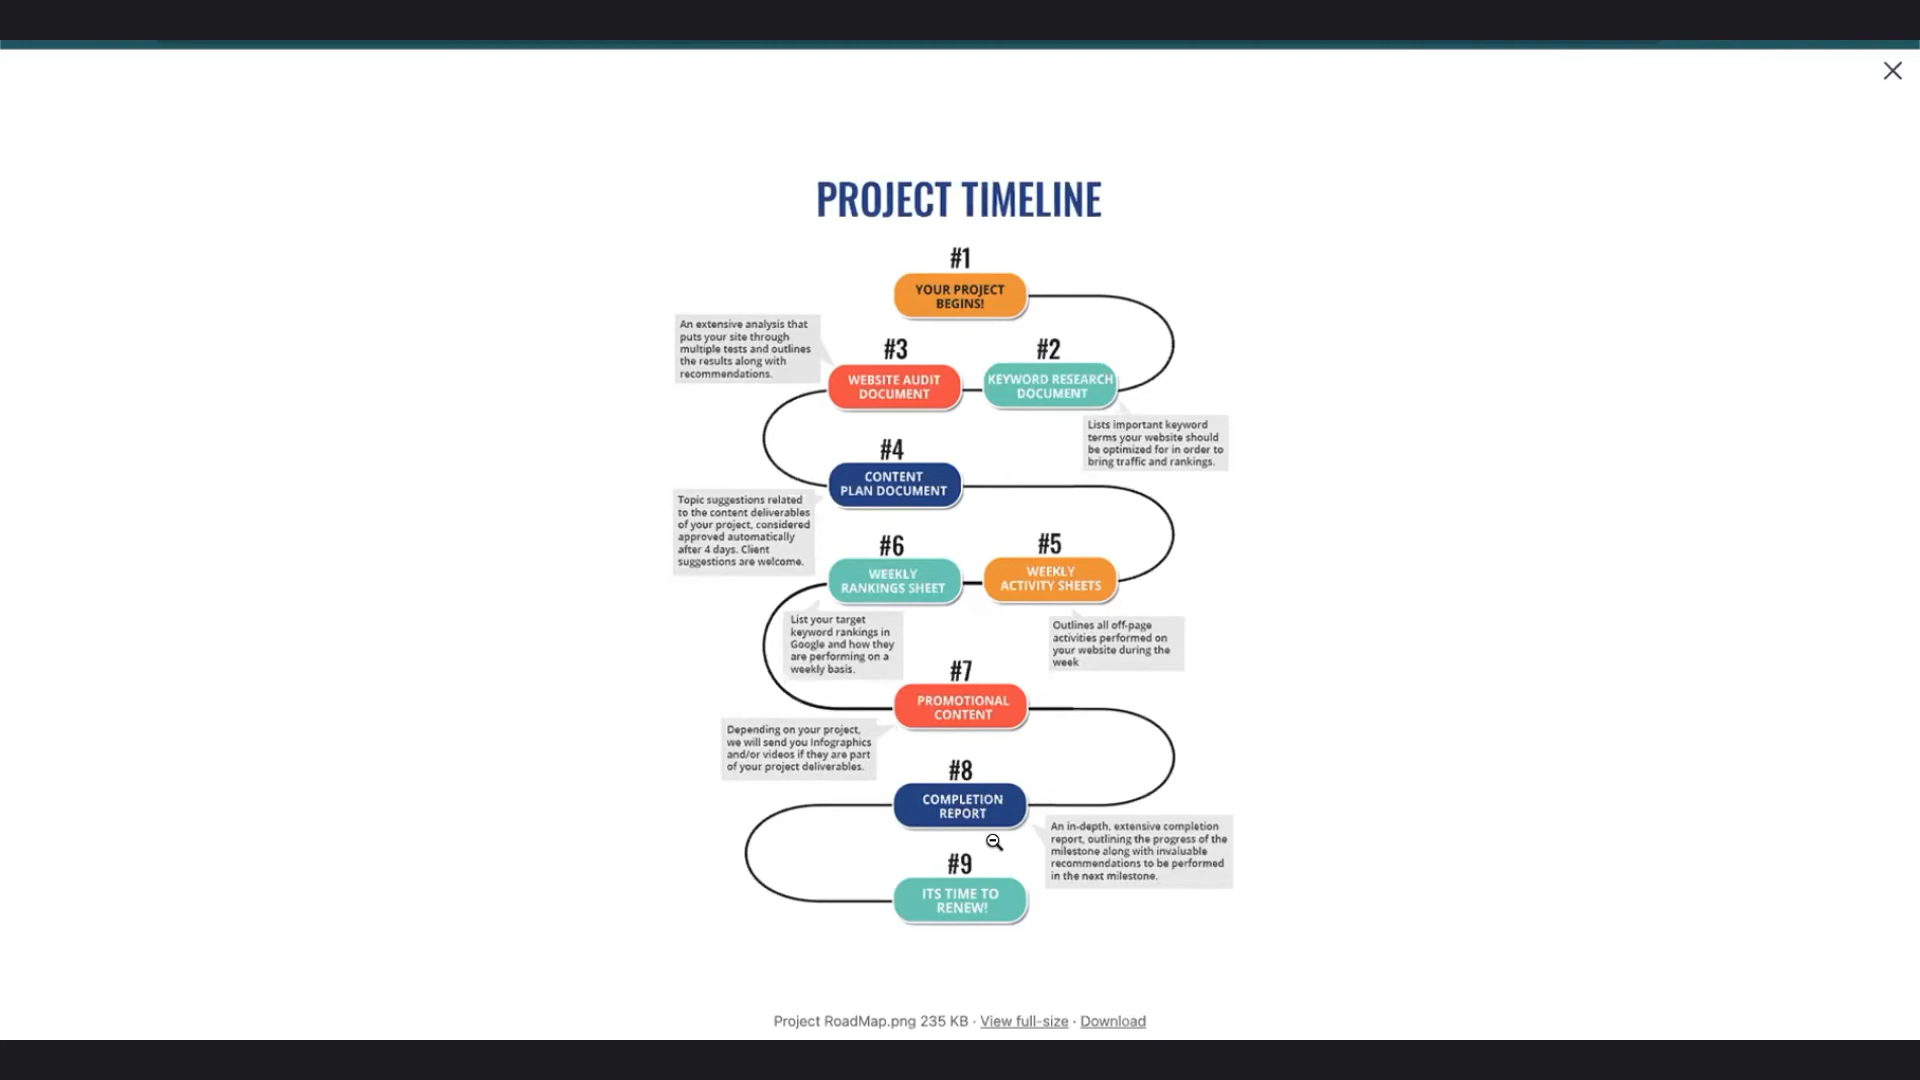 PROJECT TIMELINE
#1
YOUR PROJECT
BEGINS!
An extensive analysis that
puts your site through
multiple tests and outlines
the results along with
recommendations.
#3
WEBSITE AUDIT
DOCUMENT
#2
KEYWORD RESEARCH
DOCUMENT
Lists important keyword
terms your website should
be optimized for in order to
bring traffic and rankings.
#4
CONTENT
PLAN DOCUMENT
Topic suggestions related
to the content deliverables
of your project, considered
approved automatically
after 4 days. Client
suggestions are welcome.
#6
WEEKLY
RANKINGS SHEET
#5
WEEKLY
ACTIVITY SHEETS
List your target
keyword rankings in
Google and how they
are performing on a
weekly basis.
Outlines all off-page
activities performed on
your website during the
week
#7
PROMOTIONAL
CONTENT
Depending on your project,
we will send you Infographics
and/or videos if they are part
of your project deliverables.
#8
COMPLETION
REPORT
An in-depth, extensive completion
report, outlining the progress of the
milestone along with invaluable
recommendations to be performed
in the next milestone.
#9
ITS TIME TO
RENEW!
Project RoadMap.png 235 KB · View full-size · Download